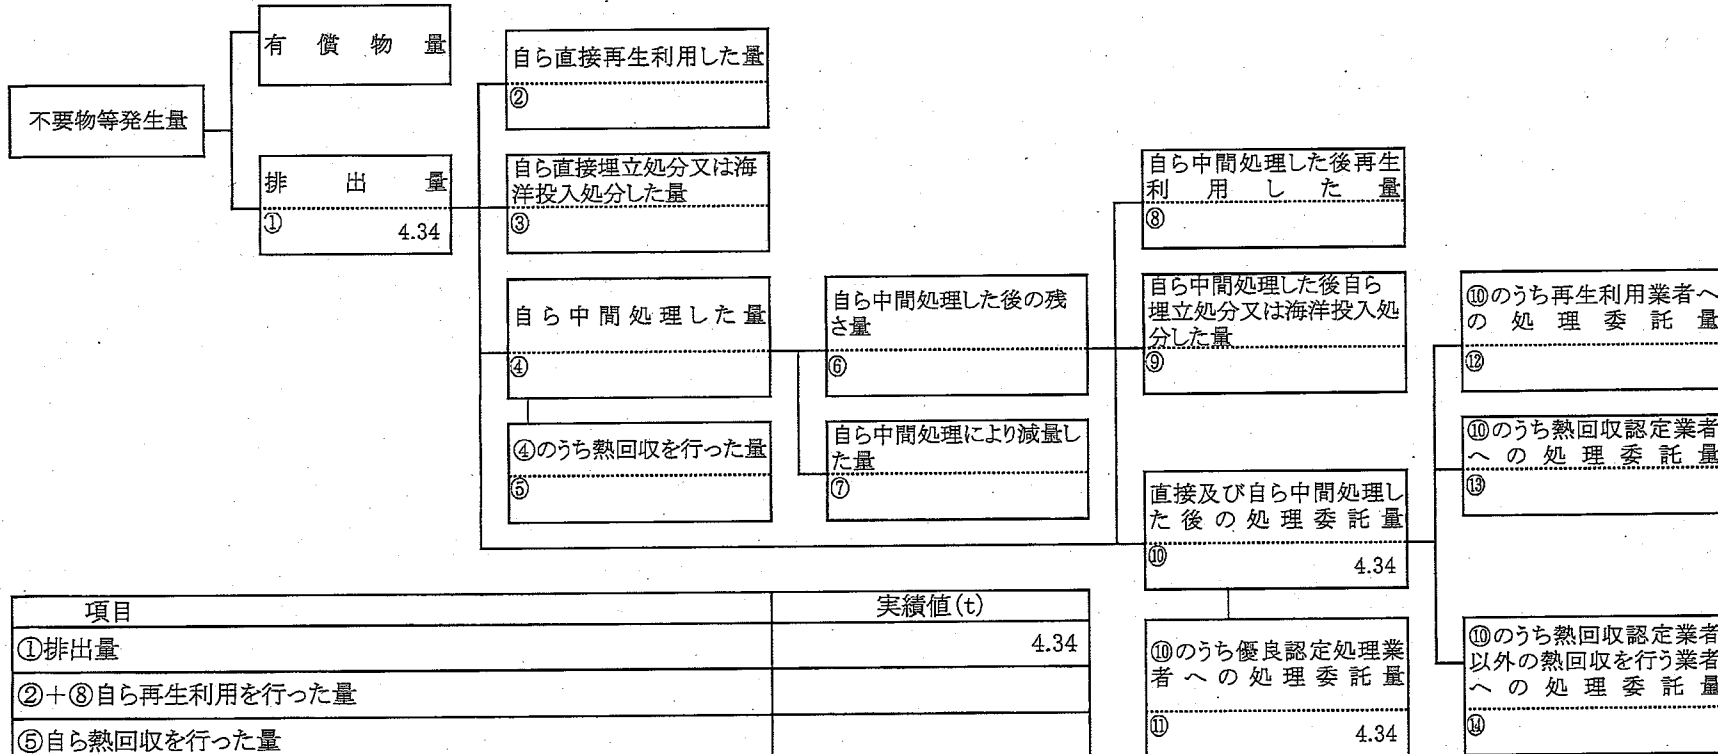 不要物等発生量
有償物量
排出量
① 4.34
自ら直接再生利用した量
②
自ら直接埋立処分又は海
洋投入処分した量
③
自ら中間処理した量
④
④のうち熱回収を行った量
⑤
自ら中間処理した後の残
さ量
⑥
自ら中間処理により減量し
た量
⑦
自ら中間処理した後再生
利用した量
⑧
自ら中間処理した後自ら
埋立処分又は海洋投入処
分した量
⑨
直接及び自ら中間処理し
た後の処理委託量
⑩ 4.34
⑩のうち優良認定処理業
者への処理委託量
⑪ 4.34
⑩のうち再生利用業者へ
の処理委託量
⑫
⑩のうち熱回収認定業者
への処理委託量
⑬
⑩のうち熱回収認定業者
以外の熱回収を行う業者
への処理委託量
⑭
項目 実績値(t)
①排出量 4.34
②+⑧自ら再生利用を行った量
⑤自ら熱回収を行った量